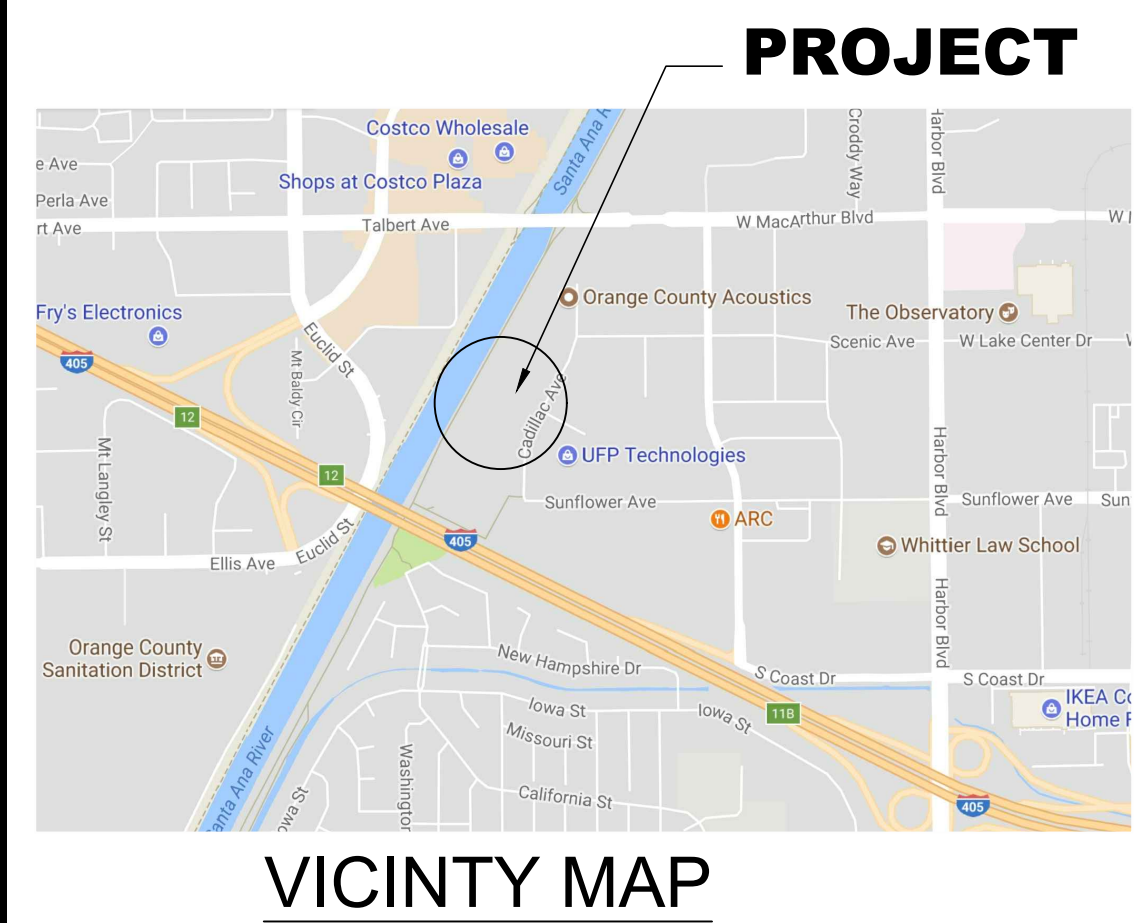 PROJECT
Costco Wholesale
Shops at Costco Plaza
Santa Ana R
Croddy Way
Harbor Blvd
e Ave
Perla Ave
rt Ave
Talbert Ave
W MacArthur Blvd
W
Fry's Electronics
Orange County Acoustics
The Observatory
Euclid St
Mt Baldy Cir
Scenic Ave
W Lake Center Dr
405
12
Cadillac Ave
Mt Langley St
12
UFP Technologies
Harbor Blvd
Sunflower Ave
Sunflower Ave
Sun
ARC
405
Euclid St
Ellis Ave
Whittier Law School
Harbor Blvd
Orange County
Sanitation District
New Hampshire Dr
S Coast Dr
S Coast Dr
Iowa St
Iowa St
11B
IKEA Co
Home F
Missouri St
Santa Ana River
Washington
California St
owa St
405
VICINTY MAP